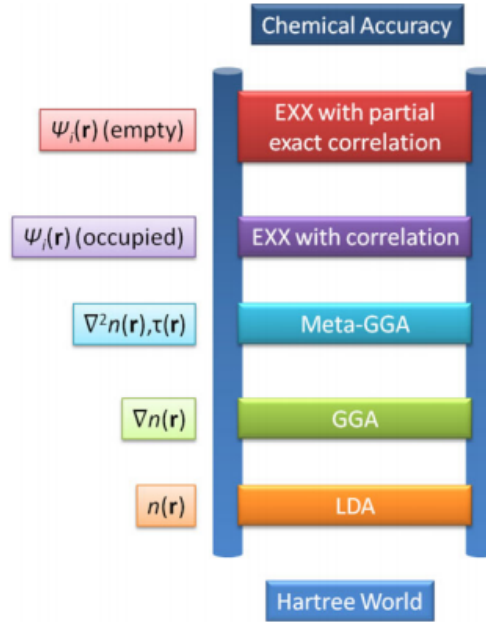 Chemical Accuracy
Ψi(r) (empty)
EXX with partial
exact correlation
Ψi(r) (occupied)
EXX with correlation
∇²n(r),τ(r)
Meta-GGA
∇n(r)
GGA
n(r)
LDA
Hartree World